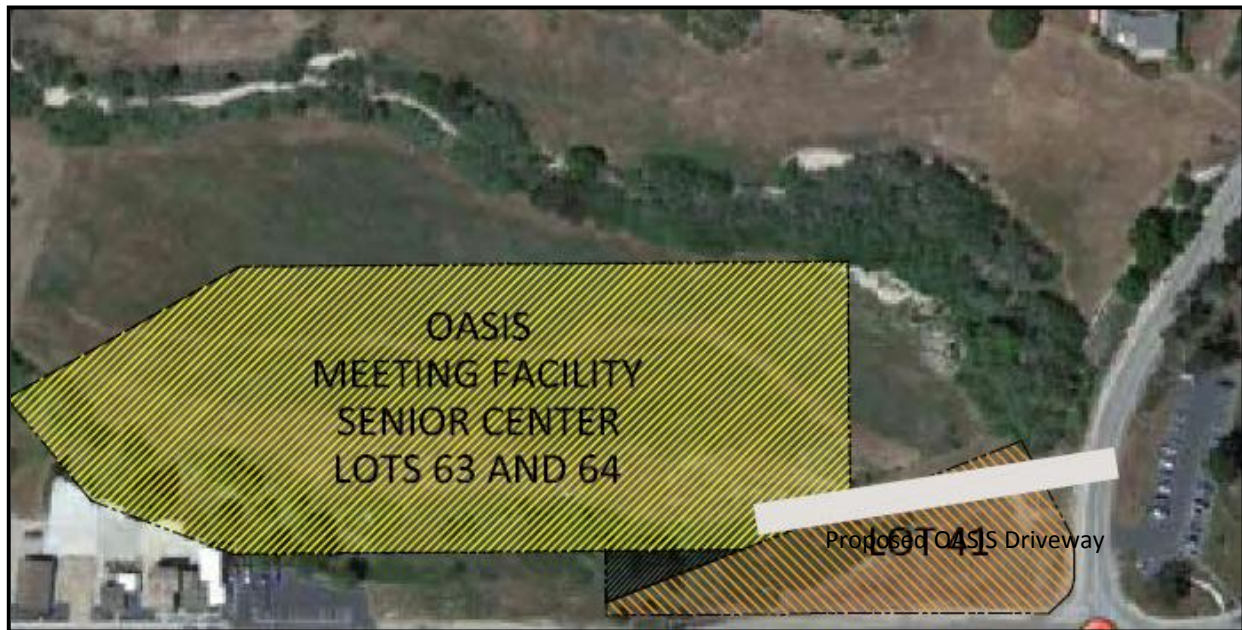 OASIS
MEETING FACILITY
SENIOR CENTER
LOTS 63 AND 64
LOT 41
Proposed OASIS Driveway